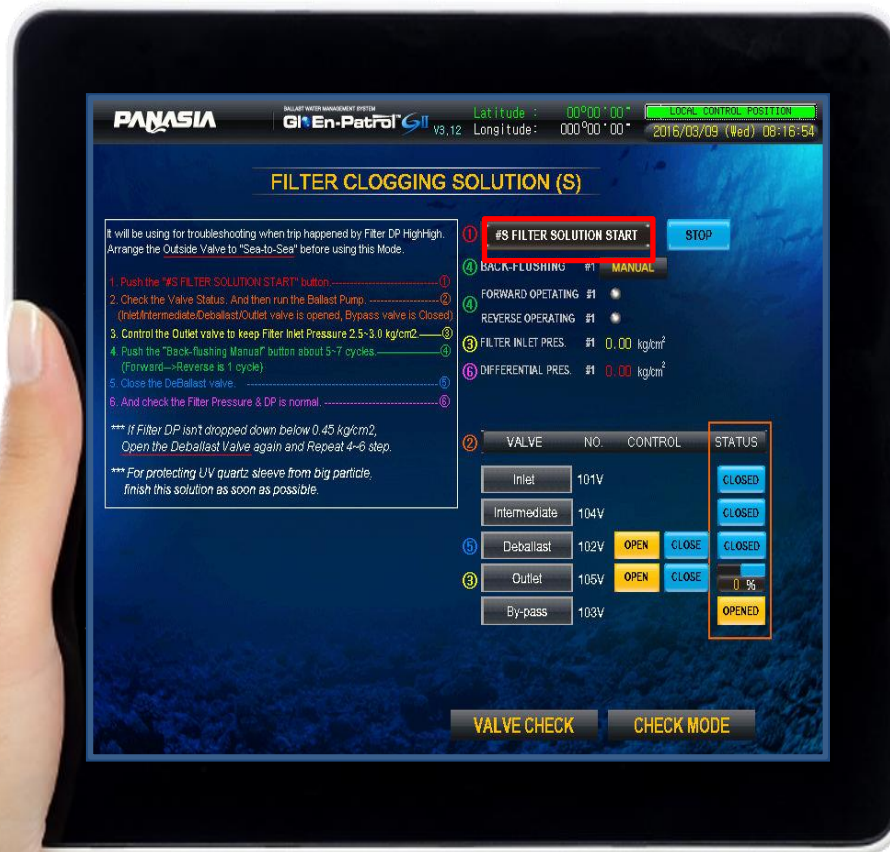 PANASIA
BALLAST WATER MANAGEMENT SYSTEM
GloEn-Patrol™ GII V3,12
Latitude : 00°00'00"
Longitude: 000°00'00"
LOCAL CONTROL POSITION
2016/03/09 (Wed) 08:16:54
FILTER CLOGGING SOLUTION (S)
It will be using for troubleshooting when trip happened by Filter DP HighHigh.
Arrange the Outside Valve to "Sea-to-Sea" before using this Mode.
1. Push the "#S FILTER SOLUTION START" button.---①
2. Check the Valve Status. And then run the Ballast Pump. ---②
(Inlet/Intermediate/Deballast/Outlet valve is opened, Bypass valve is Closed)
3. Control the Outlet valve to keep Filter Inlet Pressure 2.5~3.0 kg/cm2.---③
4. Push the "Back-flushing Manual" button about 5~7 cycles.---④
(Forward-->Reverse is 1 cycle)
5. Close the DeBallast valve. ---⑤
6. And check the Filter Pressure & DP is normal. ---⑥
*** If Filter DP isn't dropped down below 0.45 kg/cm2,
Open the Deballast Valve again and Repeat 4~6 step.
*** For protecting UV quartz sleeve from big particle,
finish this solution as soon as possible.
① #S FILTER SOLUTION START STOP
④ BACK-FLUSHING #1 MANUAL
④ FORWARD OPETATING #1
REVERSE OPERATING #1
③ FILTER INLET PRES. #1 0.00 kg/cm²
⑥ DIFFERENTIAL PRES. #1 0.00 kg/cm²
② VALVE NO. CONTROL STATUS
Inlet 101V CLOSED
Intermediate 104V CLOSED
⑤ Deballast 102V OPEN CLOSE CLOSED
③ Outlet 105V OPEN CLOSE 0 %
By-pass 103V OPENED
VALVE CHECK CHECK MODE